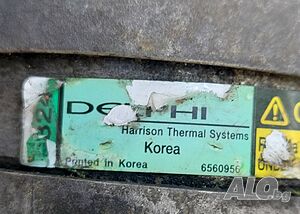 DELPHI
Harrison Thermal Systems
Korea
Printed in Korea
6560956
ALO.bg